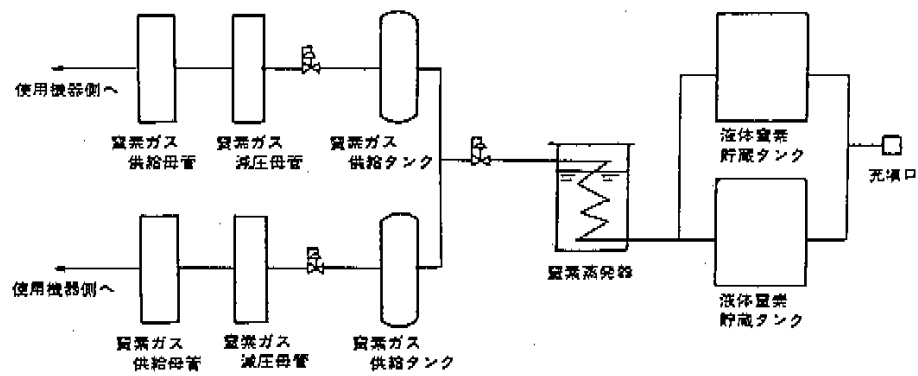 使用機器側へ
窒素ガス
供給母管
窒素ガス
減圧母管
窒素ガス
供給タンク
液体窒素
貯蔵タンク
充填口
窒素蒸発器
使用機器側へ
窒素ガス
供給母管
窒素ガス
減圧母管
窒素ガス
供給タンク
液体窒素
貯蔵タンク